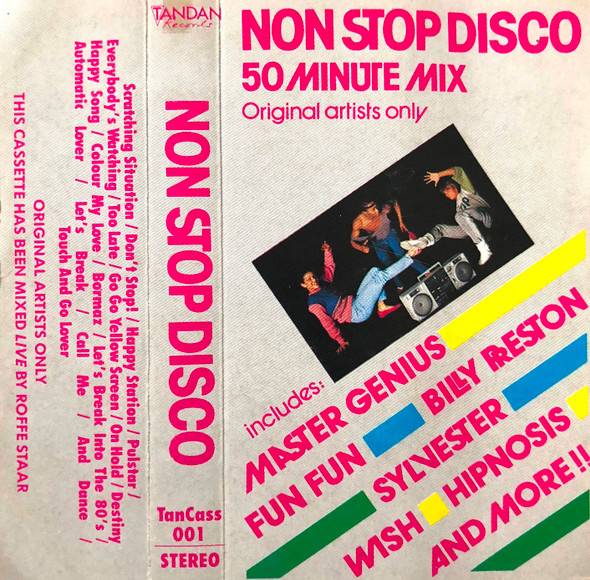 NON STOP DISCO
50 MINUTE MIX
Original artists only
includes:
MASTER GENIUS
FUN FUN BILLY PRESTON
SYLVESTER
WISH HIPNOSIS
AND MORE!!
TANDAN
Records
NON STOP DISCO
TanCass
001
STEREO
Scratching Situation / Don't Stop! / Happy Station / Pulstar /
Everybody's Watching / Too Late / Go Go Yellow Screen / On Hold / Destiny
Happy Song / Colour My Love / Barmaz / Let's Break Into The 80's /
Automatic Lover / Let's Break / Call Me / And Dance /
Touch And Go Lover
ORIGINAL ARTISTS ONLY
THIS CASSETTE HAS BEEN MIXED LIVE BY ROFFE STAAR